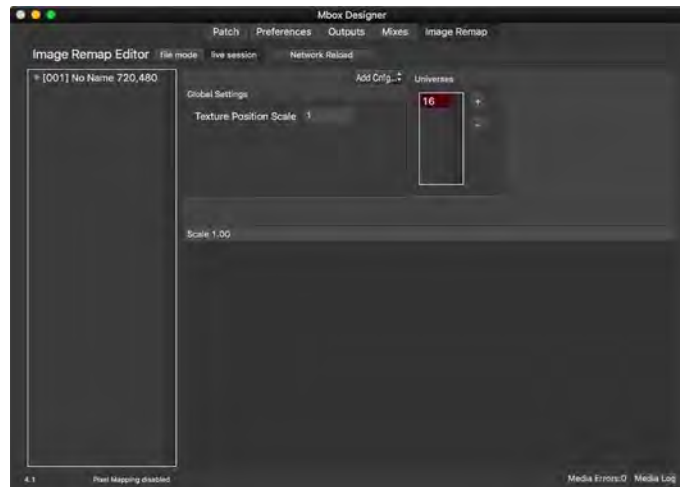 Mbox Designer
Patch Preferences Outputs Mixes Image Remap
Image Remap Editor file mode live session Network Reload
[001] No Name 720,480
Add Cnfg...
Universes
Global Settings
16
+
Texture Position Scale 1
-
Scale 1.00
4.1 Pixel Mapping disabled Media Errors:0 Media Log